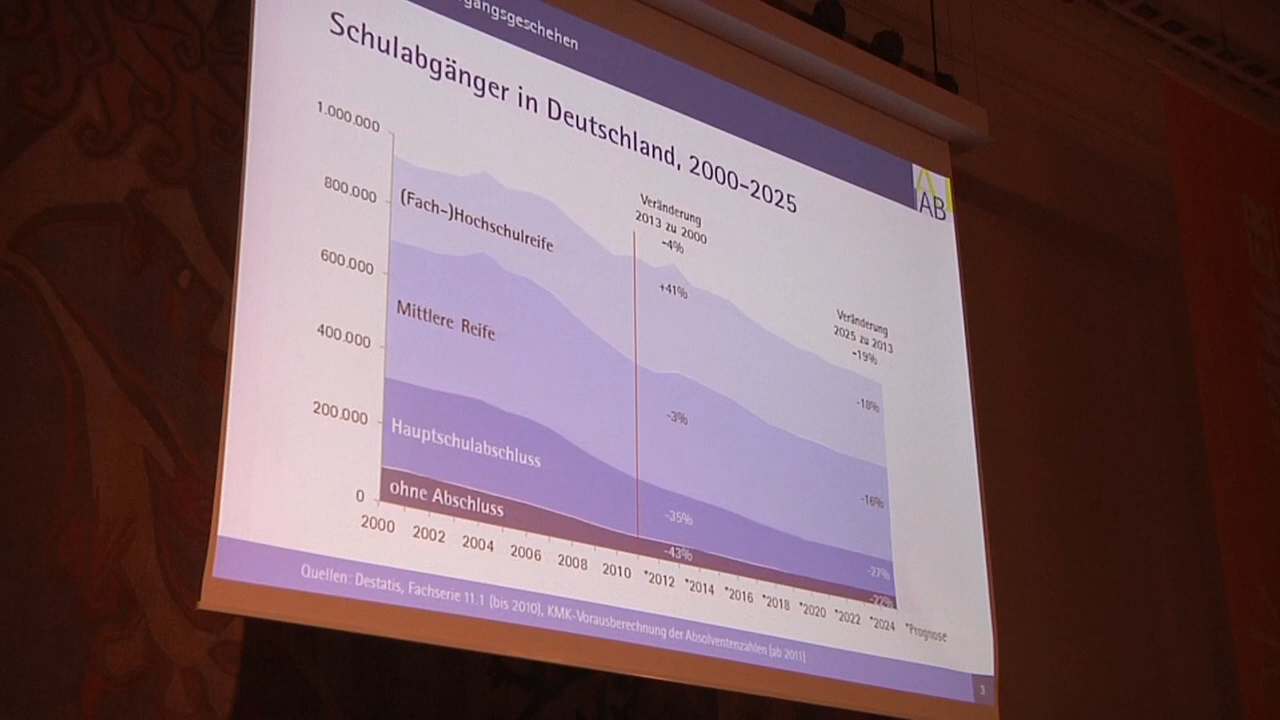 gangsgeschehen
Schulabgänger in Deutschland, 2000-2025
AB
1.000.000
800.000
600.000
400.000
200.000
0
(Fach-)Hochschulreife
Mittlere Reife
Hauptschulabschluss
ohne Abschluss
Veränderung
2013 zu 2000
-4%
+41%
-3%
-35%
-43%
Veränderung
2025 zu 2013
-19%
-18%
-16%
-27%
-22%
2000 2002 2004 2006 2008 2010 *2012 *2014 *2016 *2018 *2020 *2022 *2024 *Prognose
Quellen: Destatis, Fachserie 11.1 (bis 2010), KMK-Vorausberechnung der Absolventenzahlen (ab 2011)
3